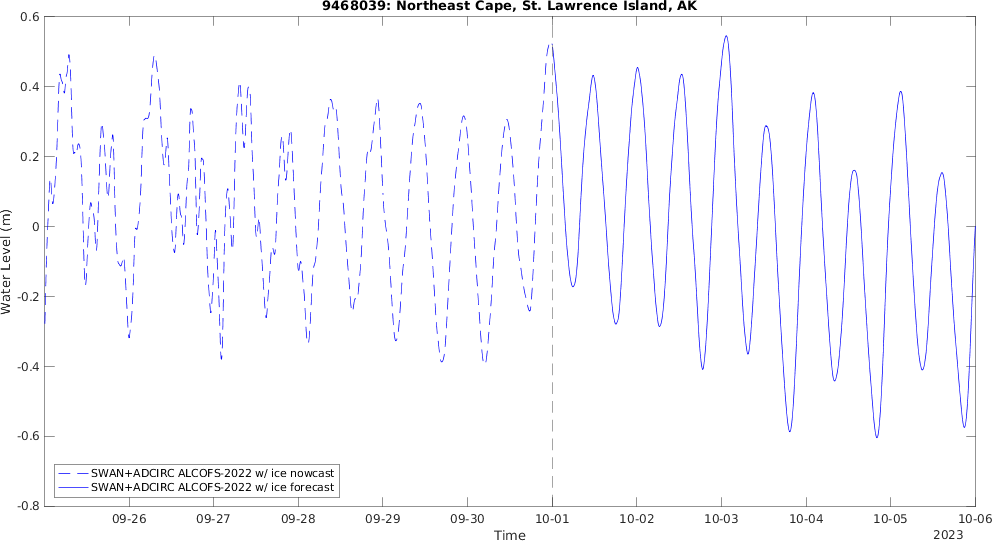 9468039: Northeast Cape, St. Lawrence Island, AK
0.6
0.4
0.2
0
-0.2
-0.4
-0.6
-0.8
Water Level (m)
SWAN+ADCIRC ALCOFS-2022 w/ ice nowcast
SWAN+ADCIRC ALCOFS-2022 w/ ice forecast
09-26 09-27 09-28 09-29 09-30 10-01 10-02 10-03 10-04 10-05 10-06
Time
2023